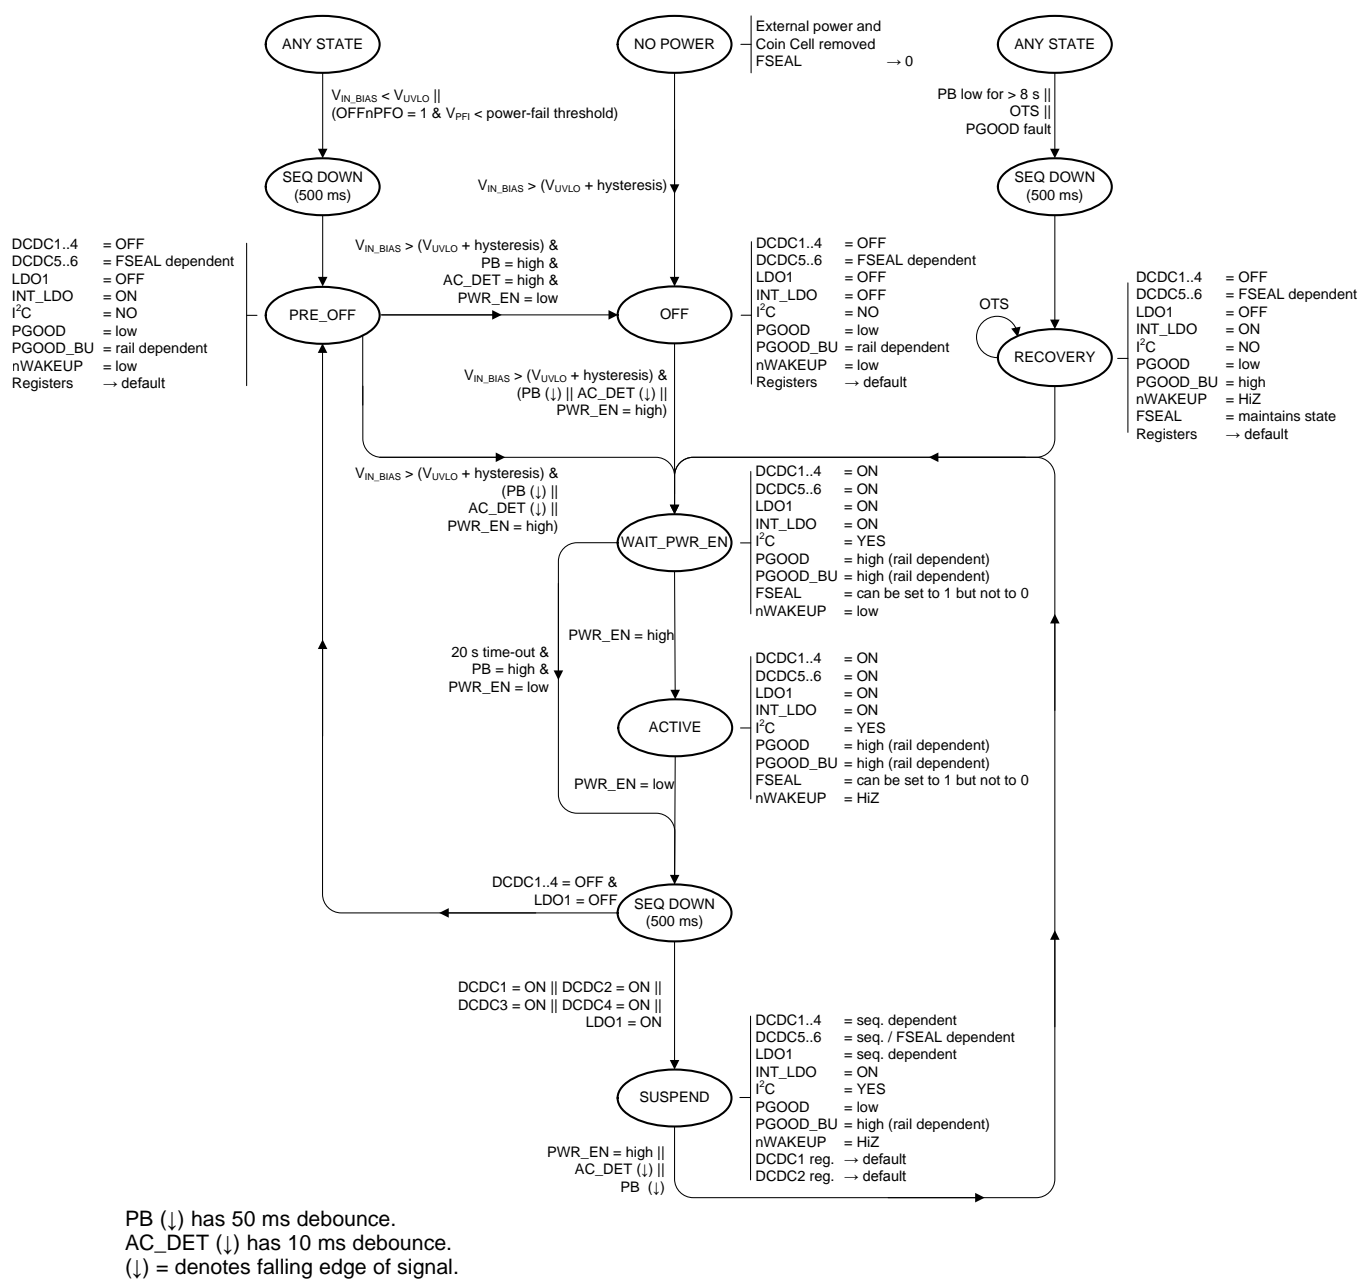 ANY STATE
NO POWER
External power and
Coin Cell removed
FSEAL → 0
ANY STATE
V_IN_BIAS < V_UVLO ||
(OFFnPFO = 1 & V_PFI < power-fail threshold)
PB low for > 8 s ||
OTS ||
PGOOD fault
SEQ DOWN
(500 ms)
V_IN_BIAS > (V_UVLO + hysteresis)
SEQ DOWN
(500 ms)
DCDC1..4 = OFF
DCDC5..6 = FSEAL dependent
LDO1 = OFF
INT_LDO = ON
I²C = NO
PGOOD = low
PGOOD_BU = rail dependent
nWAKEUP = low
Registers → default
PRE_OFF
V_IN_BIAS > (V_UVLO + hysteresis) &
PB = high &
AC_DET = high &
PWR_EN = low
OFF
DCDC1..4 = OFF
DCDC5..6 = FSEAL dependent
LDO1 = OFF
INT_LDO = OFF
I²C = NO
PGOOD = low
PGOOD_BU = rail dependent
nWAKEUP = low
Registers → default
OTS
RECOVERY
DCDC1..4 = OFF
DCDC5..6 = FSEAL dependent
LDO1 = OFF
INT_LDO = ON
I²C = NO
PGOOD = low
PGOOD_BU = high
nWAKEUP = HiZ
FSEAL = maintains state
Registers → default
V_IN_BIAS > (V_UVLO + hysteresis) &
(PB (↓) || AC_DET (↓) ||
PWR_EN = high)
V_IN_BIAS > (V_UVLO + hysteresis) &
(PB (↓) ||
AC_DET (↓) ||
PWR_EN = high)
WAIT_PWR_EN
DCDC1..4 = ON
DCDC5..6 = ON
LDO1 = ON
INT_LDO = ON
I²C = YES
PGOOD = high (rail dependent)
PGOOD_BU = high (rail dependent)
FSEAL = can be set to 1 but not to 0
nWAKEUP = low
PWR_EN = high
20 s time-out &
PB = high &
PWR_EN = low
ACTIVE
DCDC1..4 = ON
DCDC5..6 = ON
LDO1 = ON
INT_LDO = ON
I²C = YES
PGOOD = high (rail dependent)
PGOOD_BU = high (rail dependent)
FSEAL = can be set to 1 but not to 0
nWAKEUP = HiZ
PWR_EN = low
DCDC1..4 = OFF &
LDO1 = OFF
SEQ DOWN
(500 ms)
DCDC1 = ON || DCDC2 = ON ||
DCDC3 = ON || DCDC4 = ON ||
LDO1 = ON
SUSPEND
DCDC1..4 = seq. dependent
DCDC5..6 = seq. / FSEAL dependent
LDO1 = seq. dependent
INT_LDO = ON
I²C = YES
PGOOD = low
PGOOD_BU = high (rail dependent)
nWAKEUP = HiZ
DCDC1 reg. → default
DCDC2 reg. → default
PWR_EN = high ||
AC_DET (↓) ||
PB (↓)
PB (↓) has 50 ms debounce.
AC_DET (↓) has 10 ms debounce.
(↓) = denotes falling edge of signal.